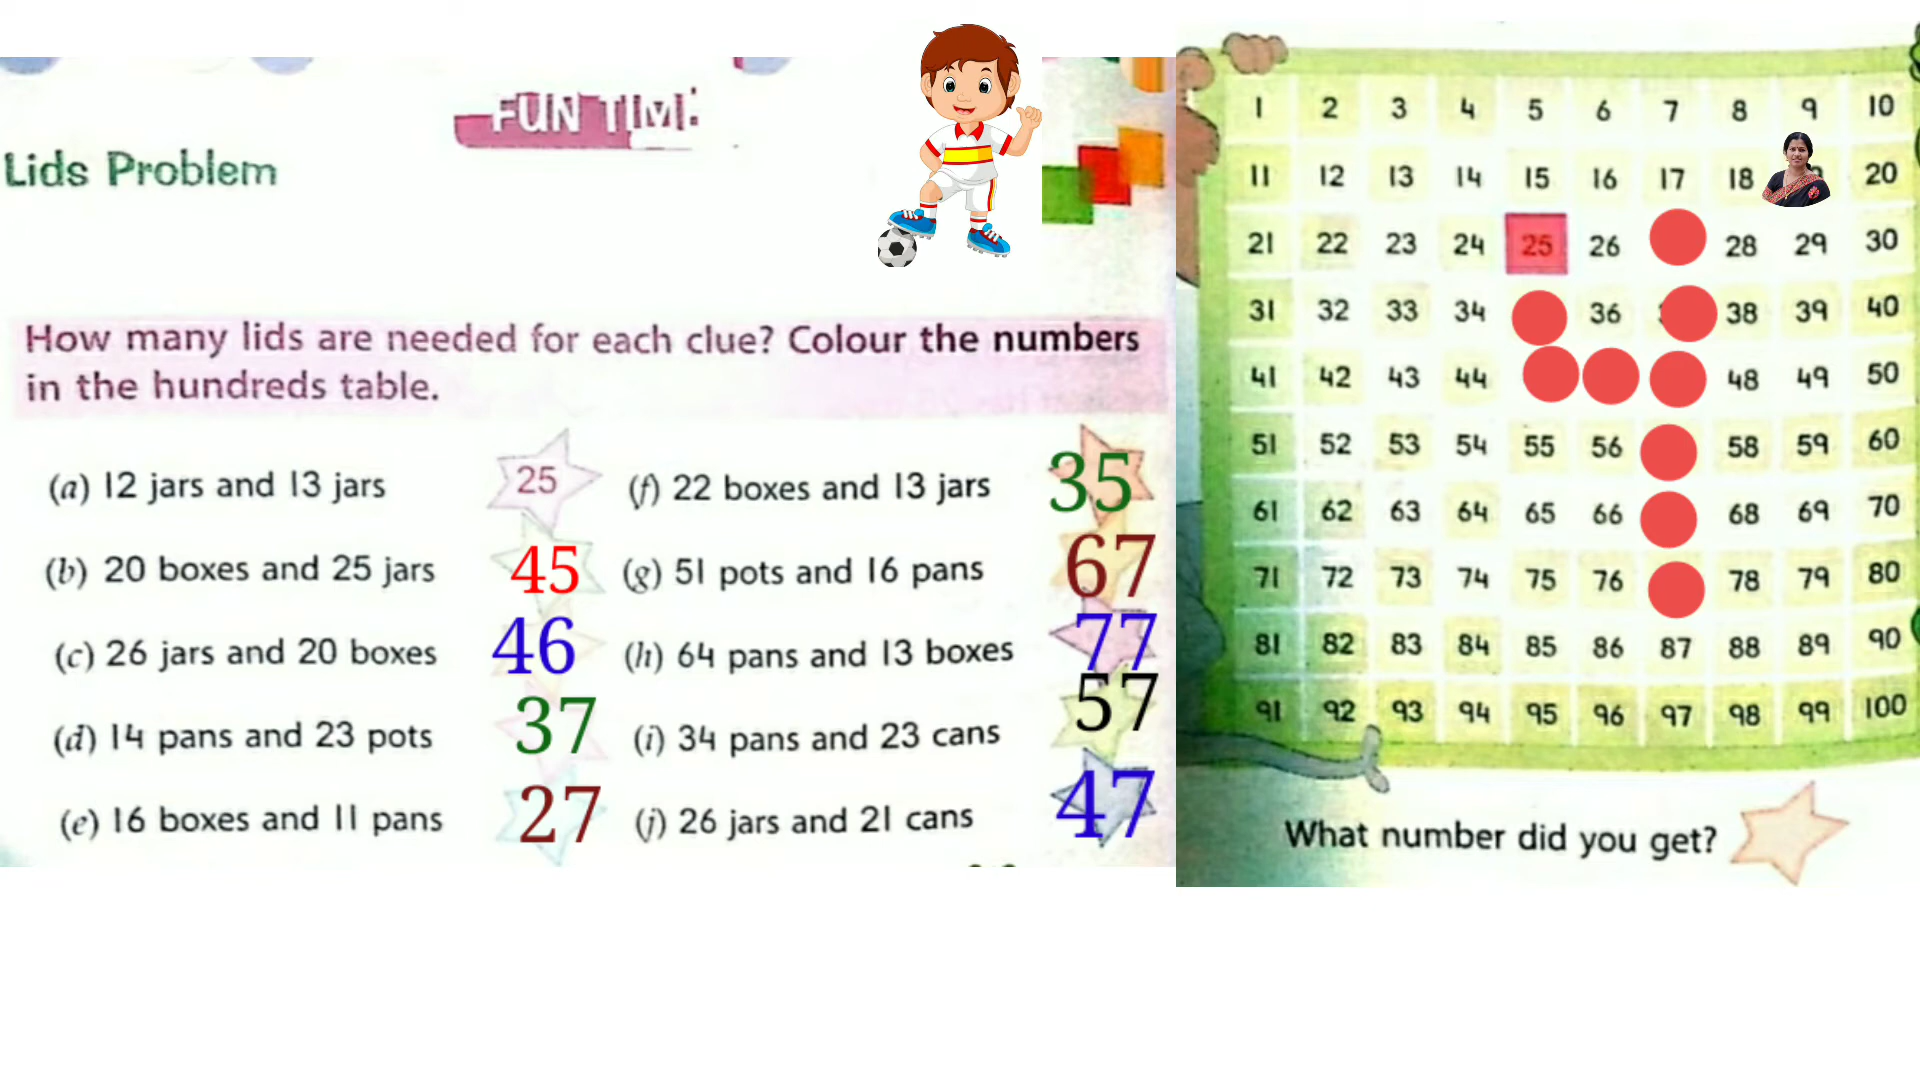 FUN TIM
Lids Problem
How many lids are needed for each clue? Colour the numbers
in the hundreds table.
(a) 12 jars and 13 jars 25
(b) 20 boxes and 25 jars 45
(c) 26 jars and 20 boxes 46
(d) 14 pans and 23 pots 37
(e) 16 boxes and 11 pans 27
(f) 22 boxes and 13 jars 35
(g) 51 pots and 16 pans 67
(h) 64 pans and 13 boxes 77
(i) 34 pans and 23 cans 57
(j) 26 jars and 21 cans 47
1 2 3 4 5 6 7 8 9 10
11 12 13 14 15 16 17 18 20
21 22 23 24 25 26 28 29 30
31 32 33 34 36 38 39 40
41 42 43 44 48 49 50
51 52 53 54 55 56 58 59 60
61 62 63 64 65 66 68 69 70
71 72 73 74 75 76 78 79 80
81 82 83 84 85 86 87 88 89 90
91 92 93 94 95 96 97 98 99 100
What number did you get?